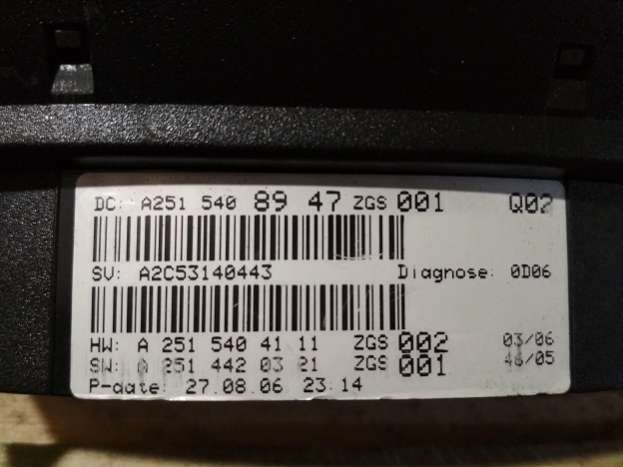 DC: A251 540 89 47 ZGS 001 Q02
SV: A2C53140443 Diagnose: 0D06
HW: A 251 540 41 11 ZGS 002 03/06
SW: A 251 442 03 21 ZGS 001 46/05
P-date: 27.08.06 23:14